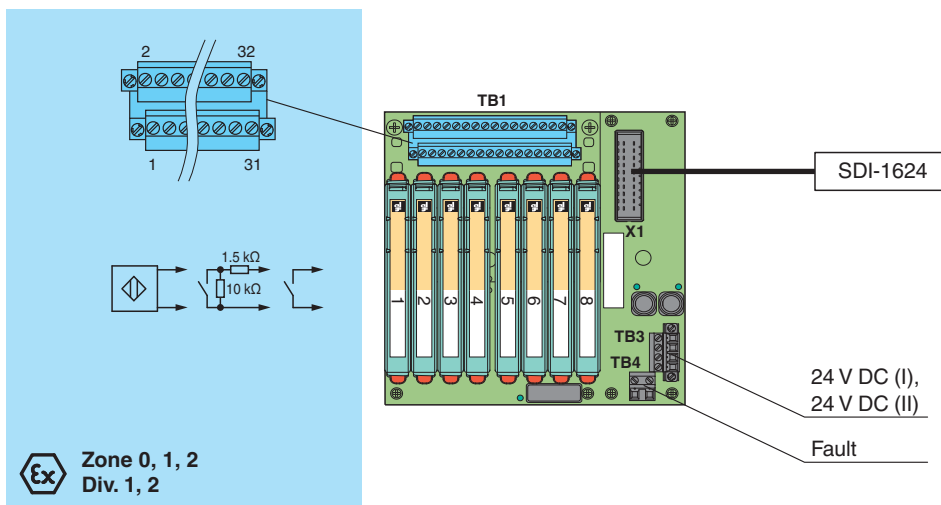 2 32
1 31
TB1
SDI-1624
X1
1.5 kΩ
10 kΩ
1 2 3 4 5 6 7 8
TB3
TB4
24 V DC (I),
24 V DC (II)
Fault
Ex
Zone 0, 1, 2
Div. 1, 2